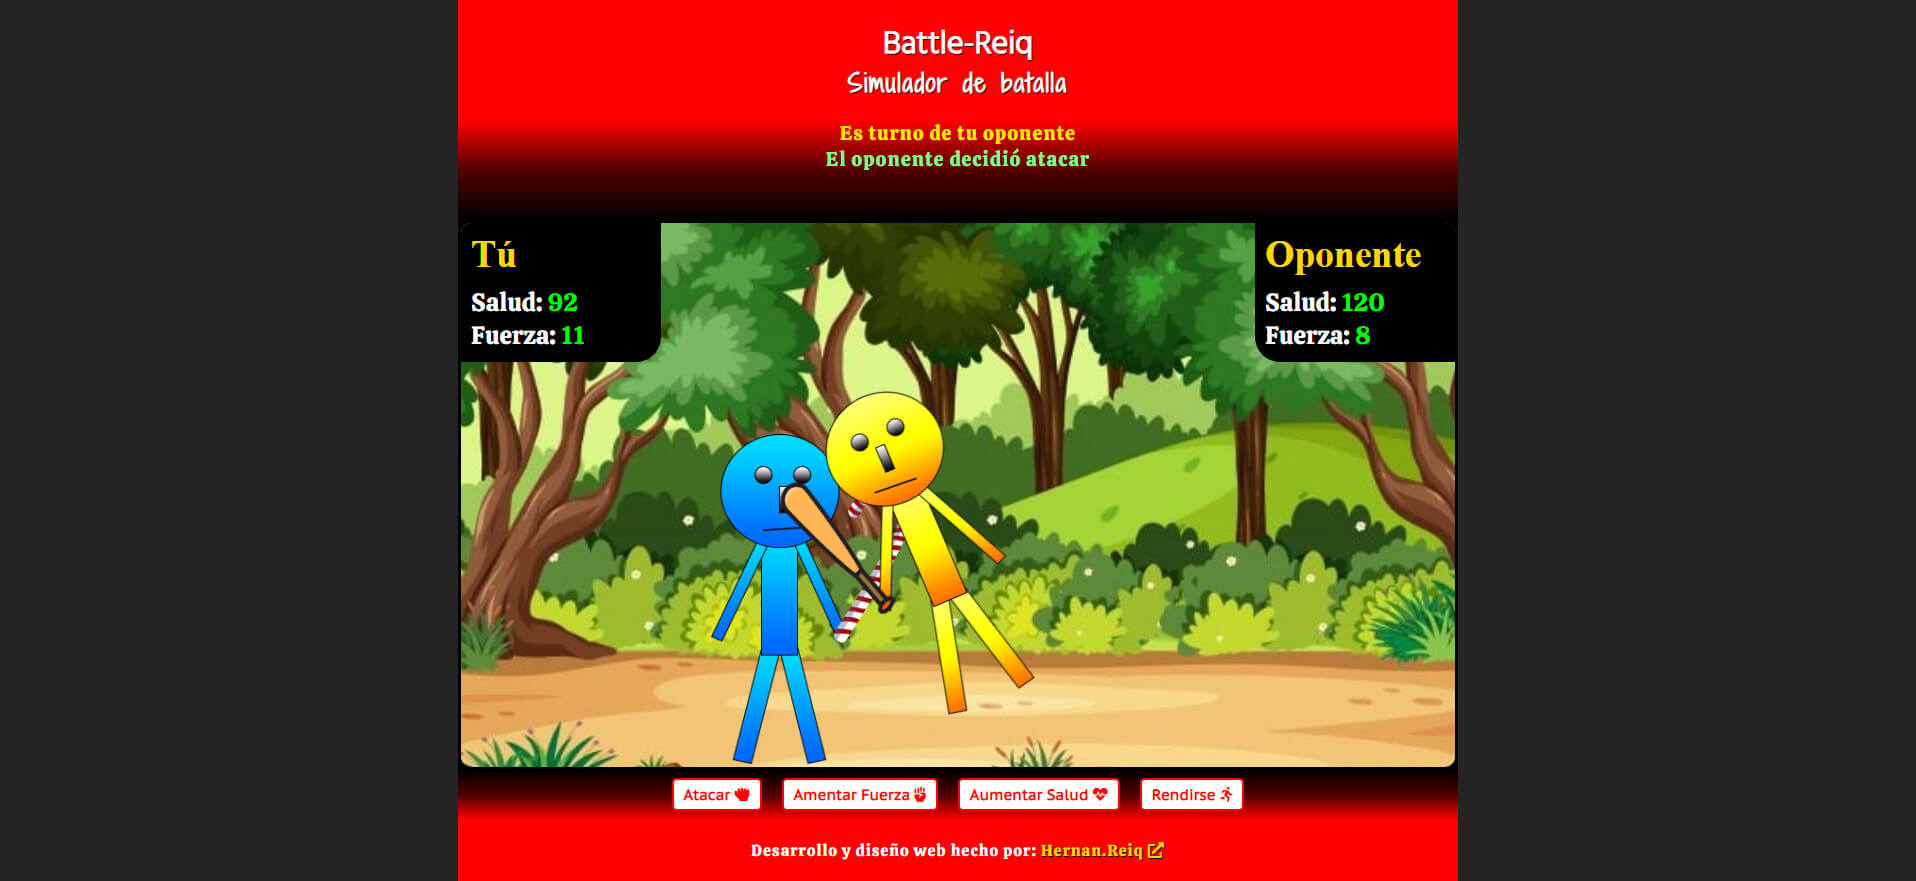 Battle-Reiq
Simulador de batalla
Es turno de tu oponente
El oponente decidió atacar
Tú
Salud: 92
Fuerza: 11
Oponente
Salud: 120
Fuerza: 8
Atacar
Amentar Fuerza
Aumentar Salud
Rendirse
Desarrollo y diseño web hecho por: Hernan.Reiq